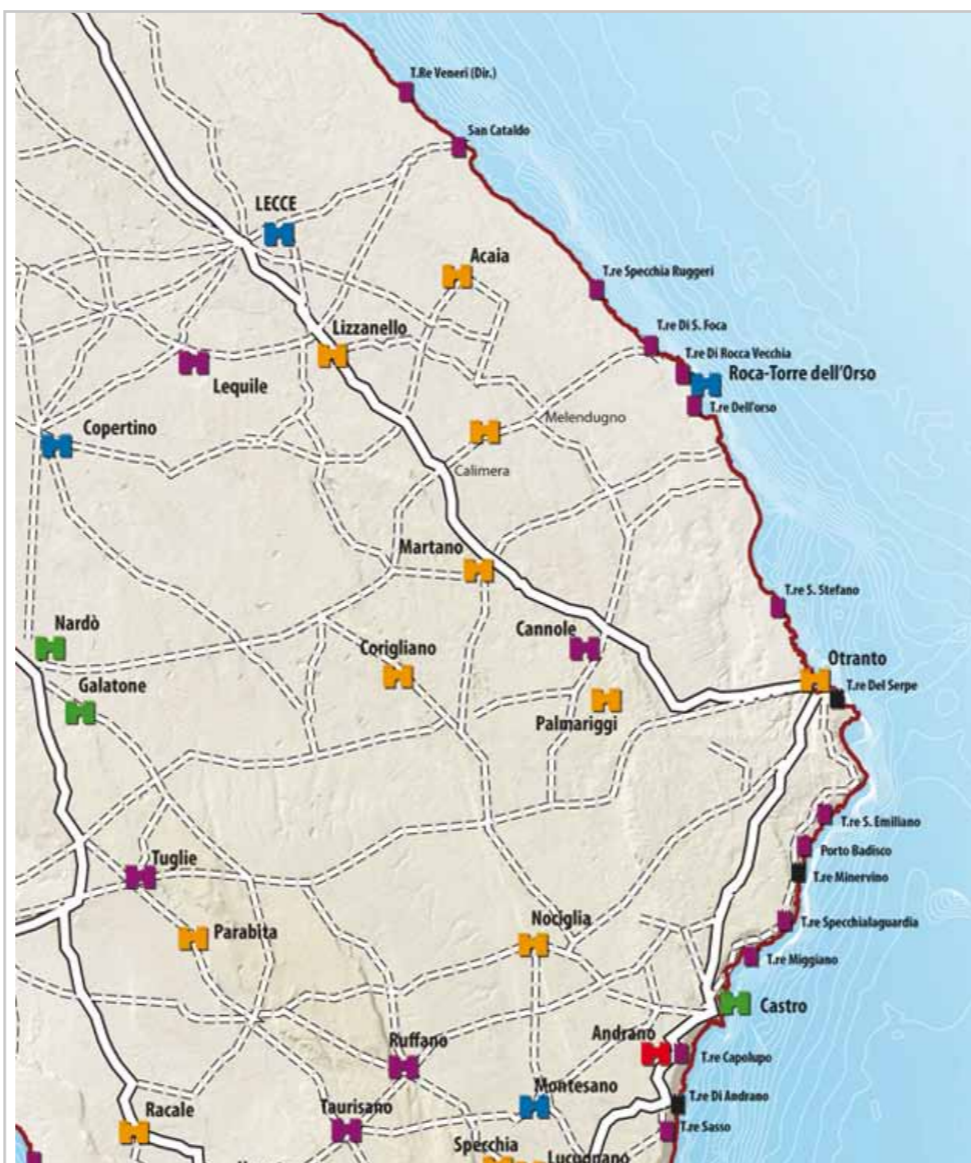 T.Re Veneri (Dir.)
San Cataldo
LECCE
Acaia
T.re Specchia Ruggeri
Lizzanello
T.re Di S. Foca
T.re Di Rocca Vecchia
Roca-Torre dell'Orso
Lequile
T.re Dell'orso
Melendugno
Copertino
Calimera
Martano
T.re S. Stefano
Nardò
Cannole
Corigliano
Otranto
Galatone
T.re Del Serpe
Palmariggi
T.re S. Emiliano
Porto Badisco
Tuglie
T.re Minervino
Nociglia
T.re Specchialaguardia
Parabita
T.re Miggiano
Castro
Andrano
Ruffano
T.re Capolupo
Montesano
T.re Di Andrano
Racale
Taurisano
T.re Sasso
Specchia
Lucugnano